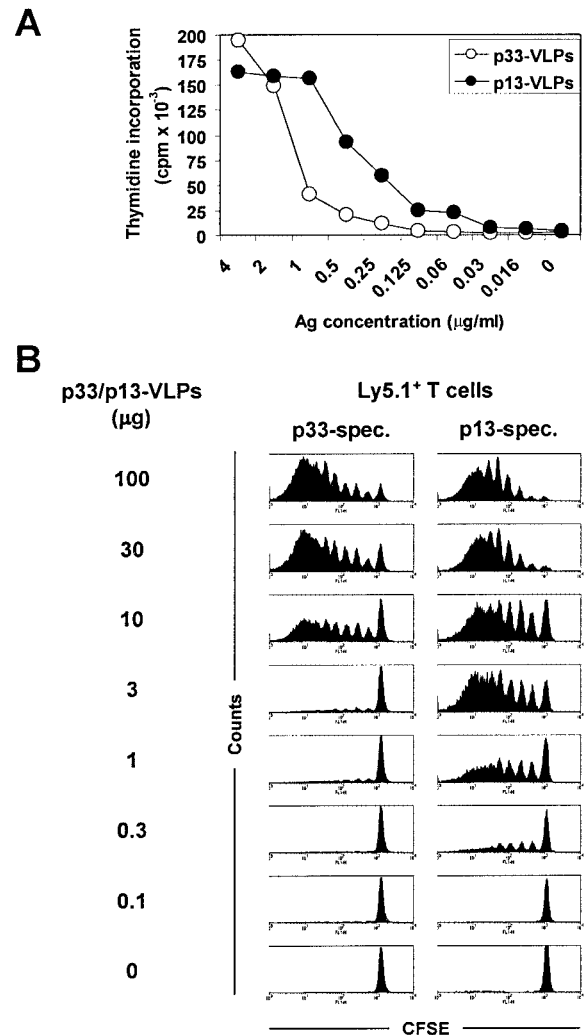 A
200
175
150
125
100
75
50
25
0
Thymidine incorporation
(cpm x 10⁻³)
p33-VLPs
p13-VLPs
4
2
1
0.5
0.25
0.125
0.06
0.03
0.016
0
Ag concentration (μg/ml)
B
p33/p13-VLPs
(μg)
Ly5.1⁺ T cells
p33-spec.
p13-spec.
100
30
10
3
1
0.3
0.1
0
Counts
CFSE